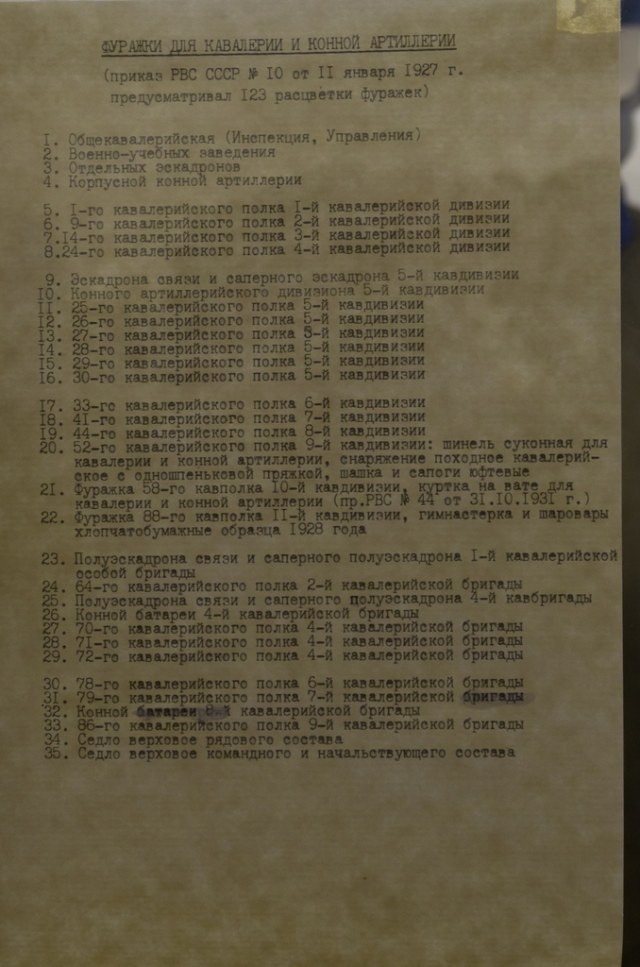 ФУРАЖКИ ДЛЯ КАВАЛЕРИИ И КОННОЙ АРТИЛЛЕРИИ
(приказ РВС СССР № 10 от 11 января 1927 г.
предусматривал 123 расцветки фуражек)
1. Общекавалерийская (Инспекция, Управления)
2. Военно-учебных заведения
3. Отдельных эскадронов
4. Корпусной конной артиллерии
5. 1-го кавалерийского полка 1-й кавалерийской дивизии
6. 9-го кавалерийского полка 2-й кавалерийской дивизии
7.14-го кавалерийского полка 3-й кавалерийской дивизии
8.24-го кавалерийского полка 4-й кавалерийской дивизии
9. Эскадрона связи и саперного эскадрона 5-й кавдивизии
10. Конного артиллерийского дивизиона 5-й кавдивизии
11. 25-го кавалерийского полка 5-й кавдивизии
12. 26-го кавалерийского полка 5-й кавдивизии
13. 27-го кавалерийского полка 5-й кавдивизии
14. 28-го кавалерийского полка 5-й кавдивизии
15. 29-го кавалерийского полка 5-й кавдивизии
16. 30-го кавалерийского полка 5-й кавдивизии
17. 33-го кавалерийского полка 6-й кавдивизии
18. 41-го кавалерийского полка 7-й кавдивизии
19. 44-го кавалерийского полка 8-й кавдивизии
20. 52-го кавалерийского полка 9-й кавдивизии: шинель суконная для
кавалерии и конной артиллерии, снаряжение походное кавалерий-
ское с одношпеньковой пряжкой, шашка и сапоги юфтевые
21. Фуражка 58-го кавполка 10-й кавдивизии, куртка на вате для
кавалерии и конной артиллерии (пр.РВС № 44 от 31.10.1931 г.)
22. Фуражка 88-го кавполка 11-й кавдивизии, гимнастерка и шаровары
хлопчатобумажные образца 1928 года
23. Полуэскадрона связи и саперного полуэскадрона 1-й кавалерийской
особой бригады
24. 64-го кавалерийского полка 2-й кавалерийской бригады
25. Полуэскадрона связи и саперного полуэскадрона 4-й кавбригады
26. Конной батареи 4-й кавалерийской бригады
27. 70-го кавалерийского полка 4-й кавалерийской бригады
28. 71-го кавалерийского полка 4-й кавалерийской бригады
29. 72-го кавалерийского полка 4-й кавалерийской бригады
30. 78-го кавалерийского полка 6-й кавалерийской бригады
31. 79-го кавалерийского полка 7-й кавалерийской бригады
32. Конной батареи кавалерийской бригады
33. 86-го кавалерийского полка 9-й кавалерийской бригады
34. Седло верховое рядового состава
35. Седло верховое командного и начальствующего состава